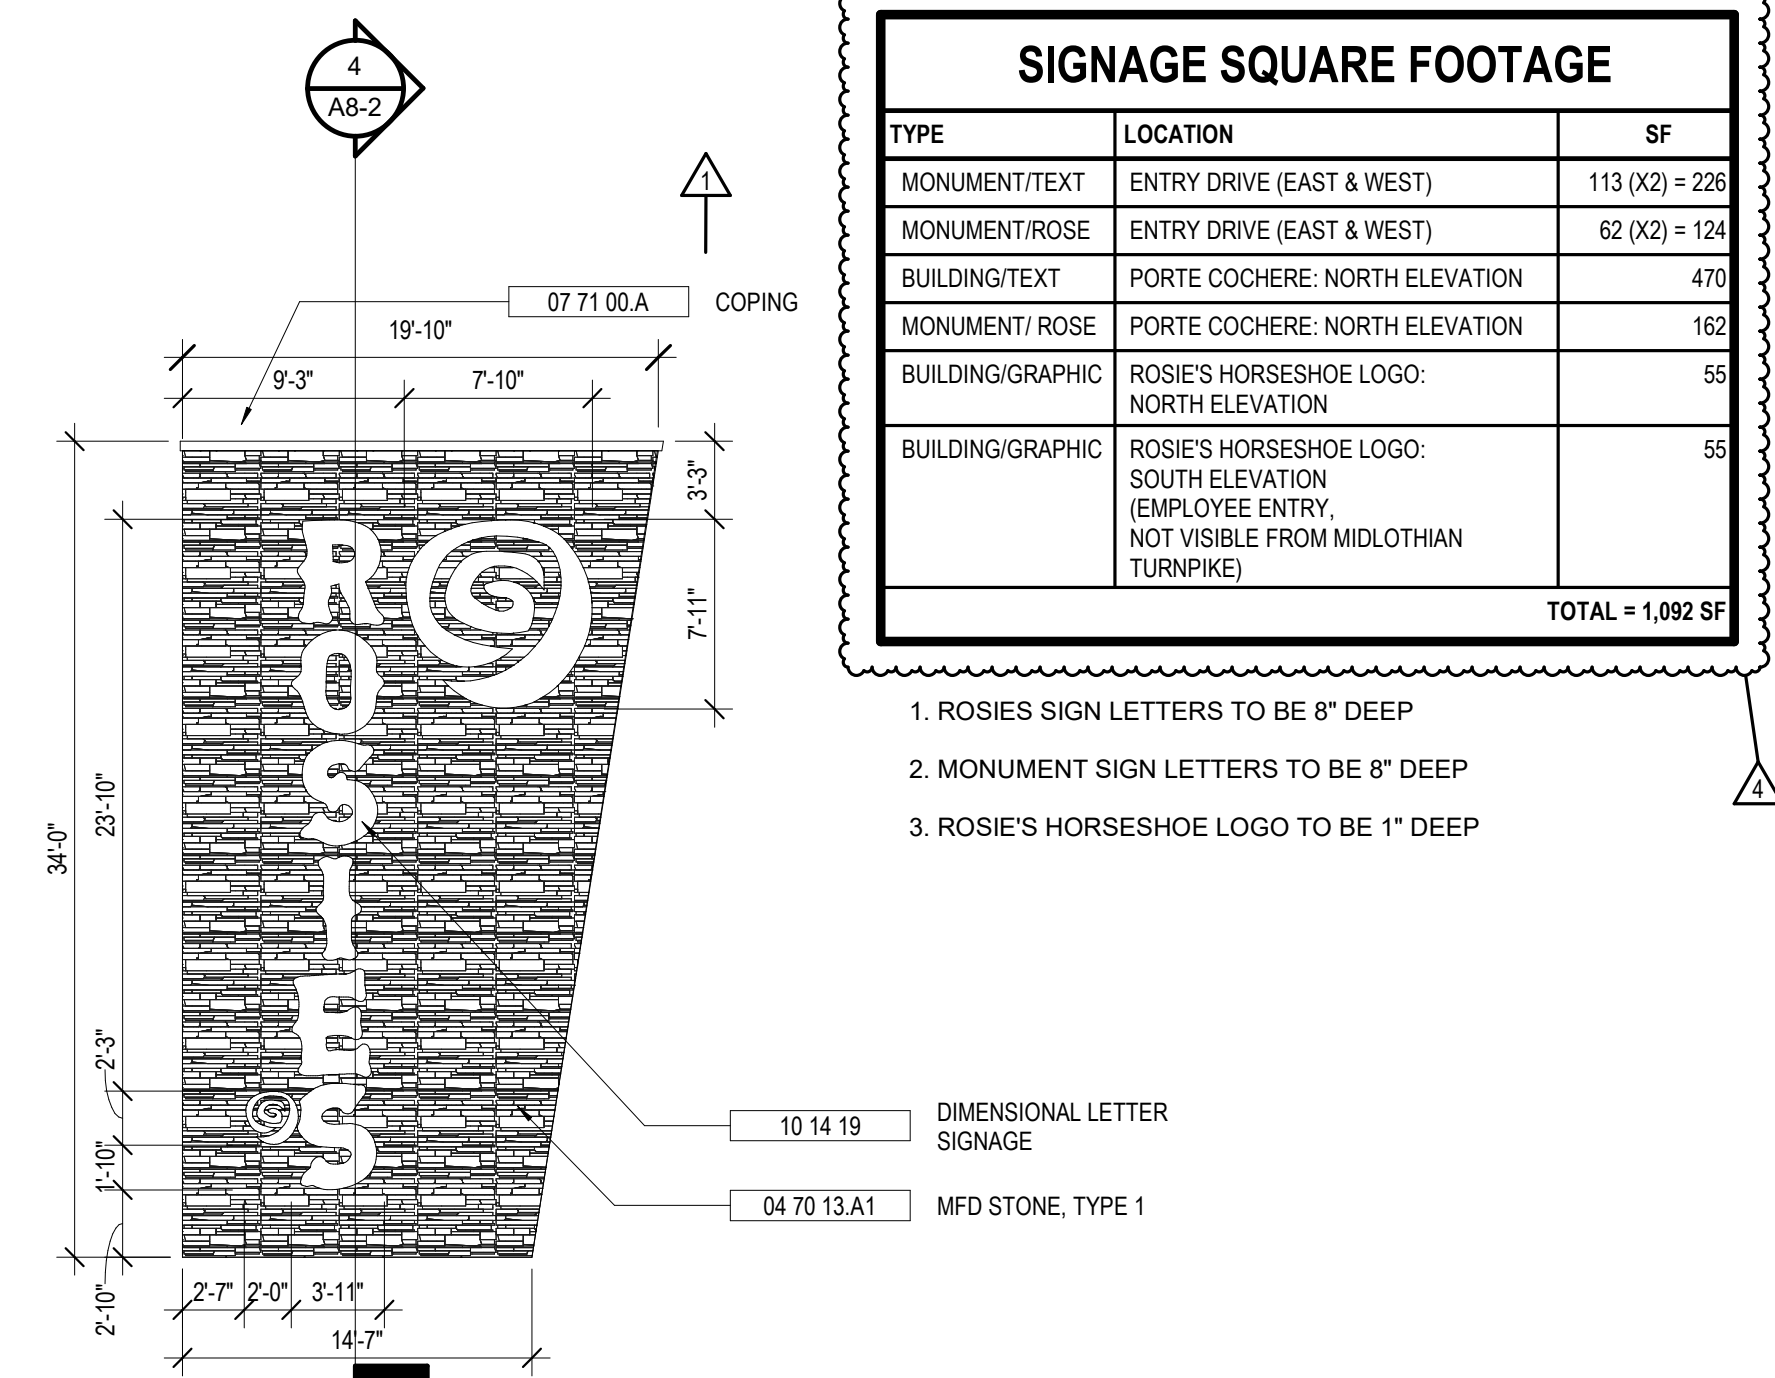 4
A8-2
1
07 71 00.A COPING
19'-10"
9'-3" 7'-10"
3'-3"
7'-11"
34'-0"
23'-10"
2'-3"
1'-10"
2'-10"
ROSIE'S
2'-7" 2'-0" 3'-11"
14'-7"
10 14 19 DIMENSIONAL LETTER
SIGNAGE
04 70 13.A1 MFD STONE, TYPE 1
SIGNAGE SQUARE FOOTAGE
TYPE LOCATION SF
MONUMENT/TEXT ENTRY DRIVE (EAST & WEST) 113 (X2) = 226
MONUMENT/ROSE ENTRY DRIVE (EAST & WEST) 62 (X2) = 124
BUILDING/TEXT PORTE COCHERE: NORTH ELEVATION 470
MONUMENT/ ROSE PORTE COCHERE: NORTH ELEVATION 162
BUILDING/GRAPHIC ROSIE'S HORSESHOE LOGO: 55
NORTH ELEVATION
BUILDING/GRAPHIC ROSIE'S HORSESHOE LOGO: 55
SOUTH ELEVATION
(EMPLOYEE ENTRY,
NOT VISIBLE FROM MIDLOTHIAN
TURNPIKE)
TOTAL = 1,092 SF
1. ROSIES SIGN LETTERS TO BE 8" DEEP
2. MONUMENT SIGN LETTERS TO BE 8" DEEP
3. ROSIE'S HORSESHOE LOGO TO BE 1" DEEP
4